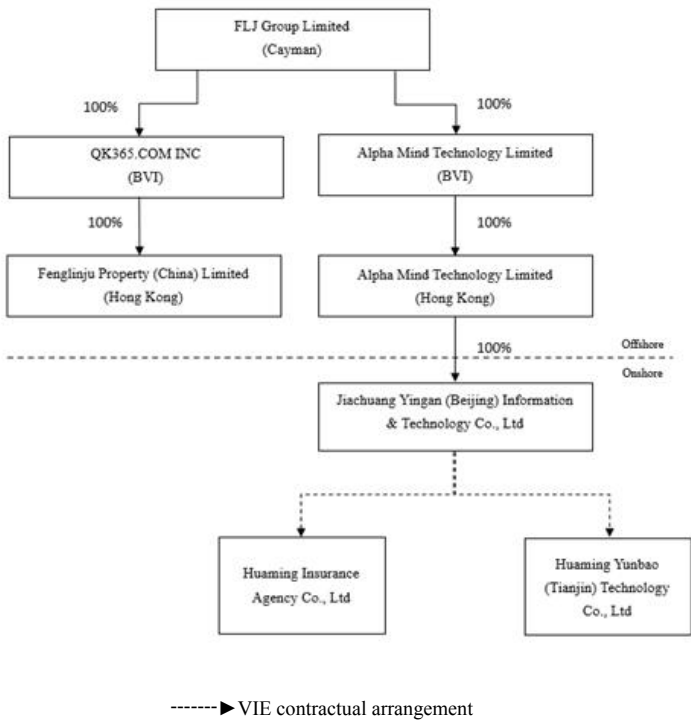 FLJ Group Limited
(Cayman)
100%
100%
QK365.COM INC
(BVI)
Alpha Mind Technology Limited
(BVI)
100%
100%
Fenglinju Property (China) Limited
(Hong Kong)
Alpha Mind Technology Limited
(Hong Kong)
100%
Offshore
Onshore
Jiachuang Yingan (Beijing) Information
& Technology Co., Ltd
Huaming Insurance
Agency Co., Ltd
Huaming Yunbao
(Tianjin) Technology
Co., Ltd
VIE contractual arrangement